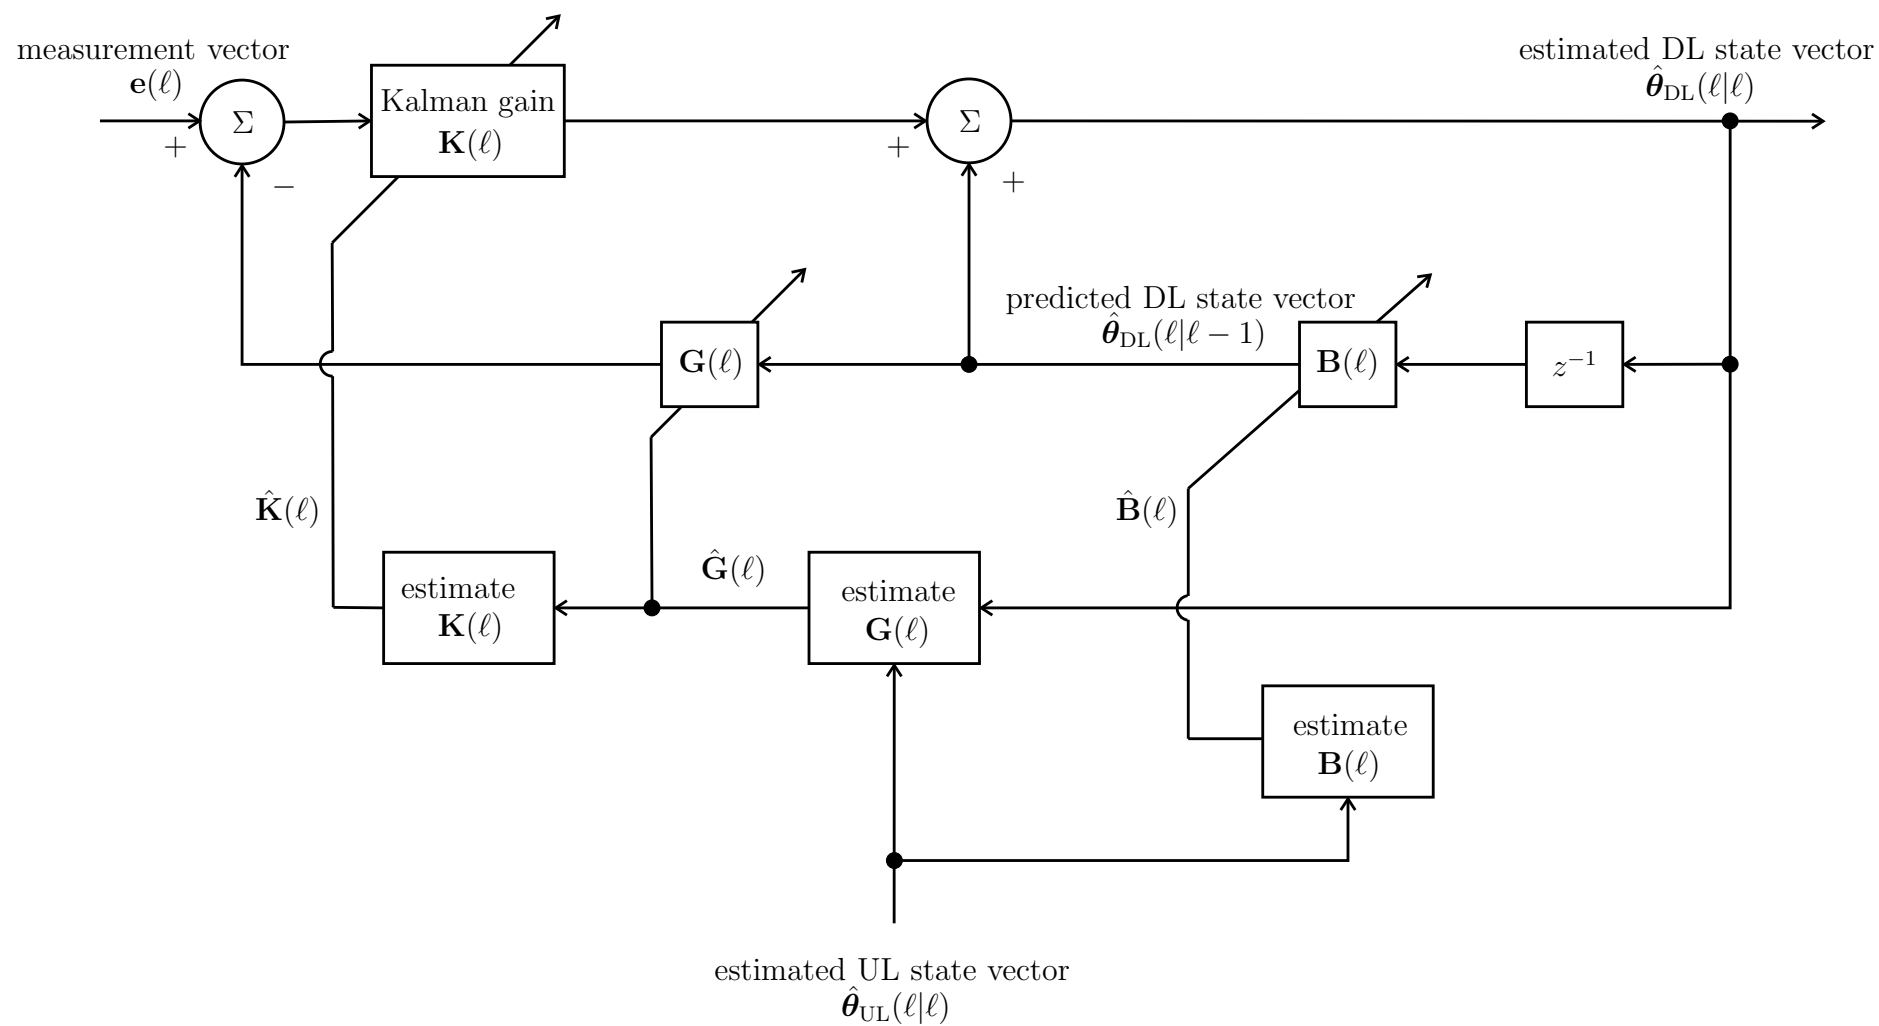 measurement vector
𝐞(ℓ)
+
Σ
−
Kalman gain
𝐊(ℓ)
+
Σ
+
estimated DL state vector
𝛉̂_DL(ℓ|ℓ)
𝐆(ℓ)
predicted DL state vector
𝛉̂_DL(ℓ|ℓ − 1)
𝐁(ℓ)
z⁻¹
𝐊̂(ℓ)
estimate
𝐊(ℓ)
𝐆̂(ℓ)
estimate
𝐆(ℓ)
𝐁̂(ℓ)
estimate
𝐁(ℓ)
estimated UL state vector
𝛉̂_UL(ℓ|ℓ)